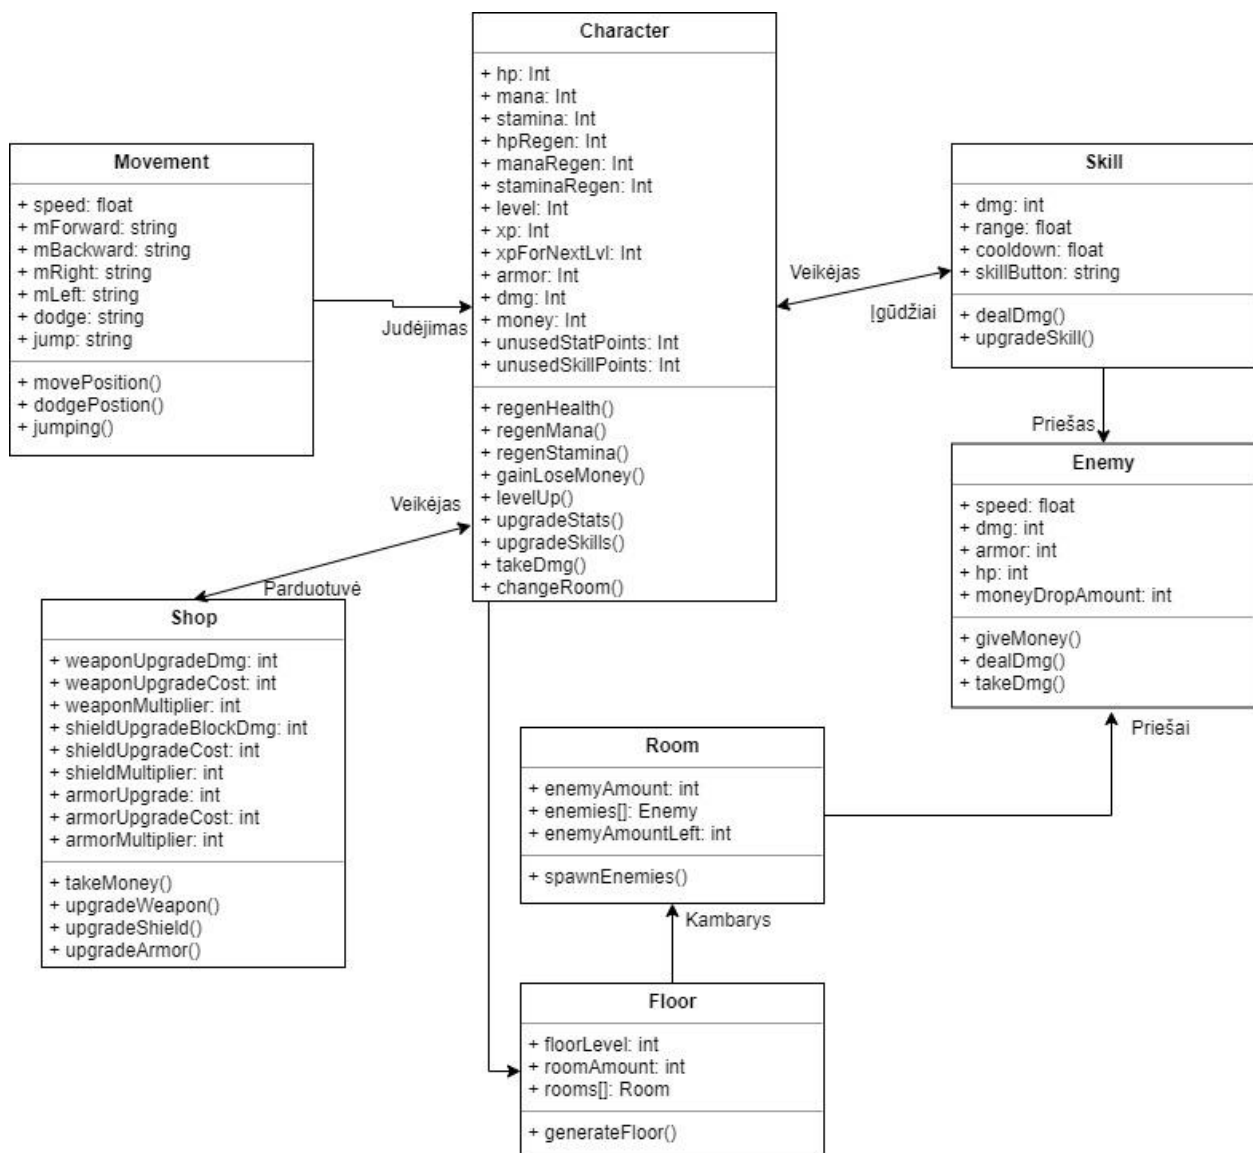 Character
+ hp: Int
+ mana: Int
+ stamina: Int
+ hpRegen: Int
+ manaRegen: Int
+ staminaRegen: Int
+ level: Int
+ xp: Int
+ xpForNextLvl: Int
+ armor: Int
+ dmg: Int
+ money: Int
+ unusedStatPoints: Int
+ unusedSkillPoints: Int
+ regenHealth()
+ regenMana()
+ regenStamina()
+ gainLoseMoney()
+ levelUp()
+ upgradeStats()
+ upgradeSkills()
+ takeDmg()
+ changeRoom()
Movement
+ speed: float
+ mForward: string
+ mBackward: string
+ mRight: string
+ mLeft: string
+ dodge: string
+ jump: string
+ movePosition()
+ dodgePostion()
+ jumping()
Judėjimas
Skill
+ dmg: int
+ range: float
+ cooldown: float
+ skillButton: string
+ dealDmg()
+ upgradeSkill()
Veikėjas
Įgūdžiai
Priešas
Enemy
+ speed: float
+ dmg: int
+ armor: int
+ hp: int
+ moneyDropAmount: int
+ giveMoney()
+ dealDmg()
+ takeDmg()
Veikėjas
Parduotuvė
Shop
+ weaponUpgradeDmg: int
+ weaponUpgradeCost: int
+ weaponMultiplier: int
+ shieldUpgradeBlockDmg: int
+ shieldUpgradeCost: int
+ shieldMultiplier: int
+ armorUpgrade: int
+ armorUpgradeCost: int
+ armorMultiplier: int
+ takeMoney()
+ upgradeWeapon()
+ upgradeShield()
+ upgradeArmor()
Priešai
Room
+ enemyAmount: int
+ enemies[]: Enemy
+ enemyAmountLeft: int
+ spawnEnemies()
Kambarys
Floor
+ floorLevel: int
+ roomAmount: int
+ rooms[]: Room
+ generateFloor()